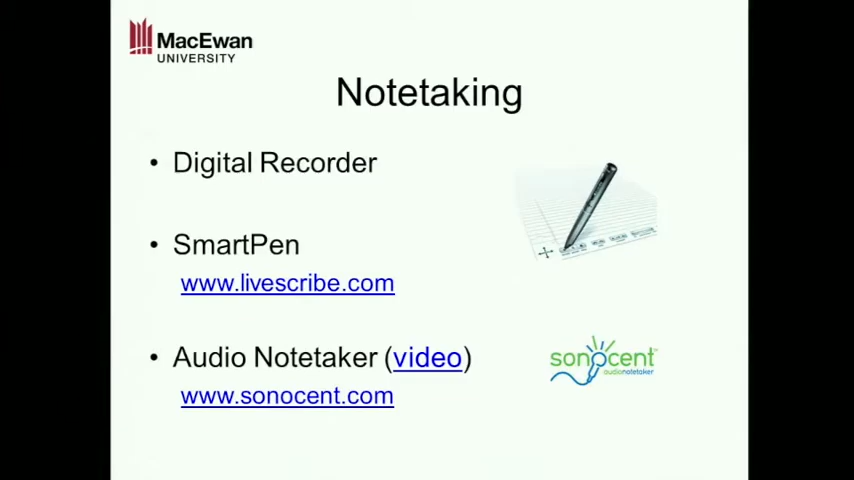 MacEwan
UNIVERSITY
Notetaking
• Digital Recorder
• SmartPen
www.livescribe.com
• Audio Notetaker (video)
www.sonocent.com
sonocent
audionotetaker